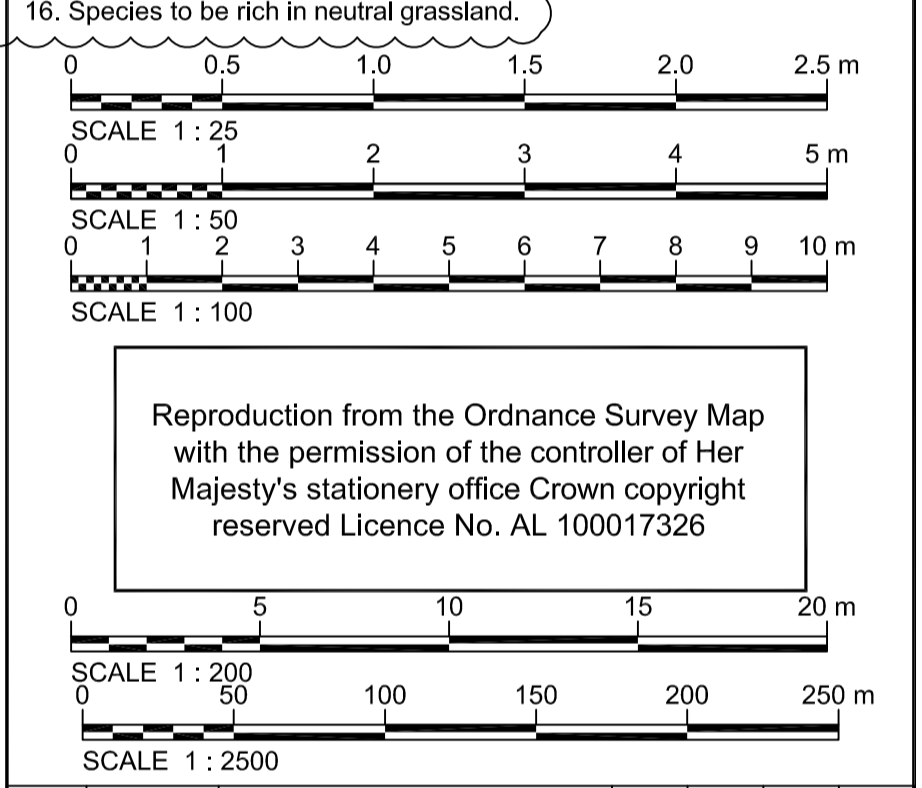 16. Species to be rich in neutral grassland.
0 0.5 1.0 1.5 2.0 2.5 m
SCALE 1 : 25
0 1 2 3 4 5 m
SCALE 1 : 50
0 1 2 3 4 5 6 7 8 9 10 m
SCALE 1 : 100
Reproduction from the Ordnance Survey Map
with the permission of the controller of Her
Majesty's stationery office Crown copyright
reserved Licence No. AL 100017326
0 5 10 15 20 m
SCALE 1 : 200
0 50 100 150 200 250 m
SCALE 1 : 2500